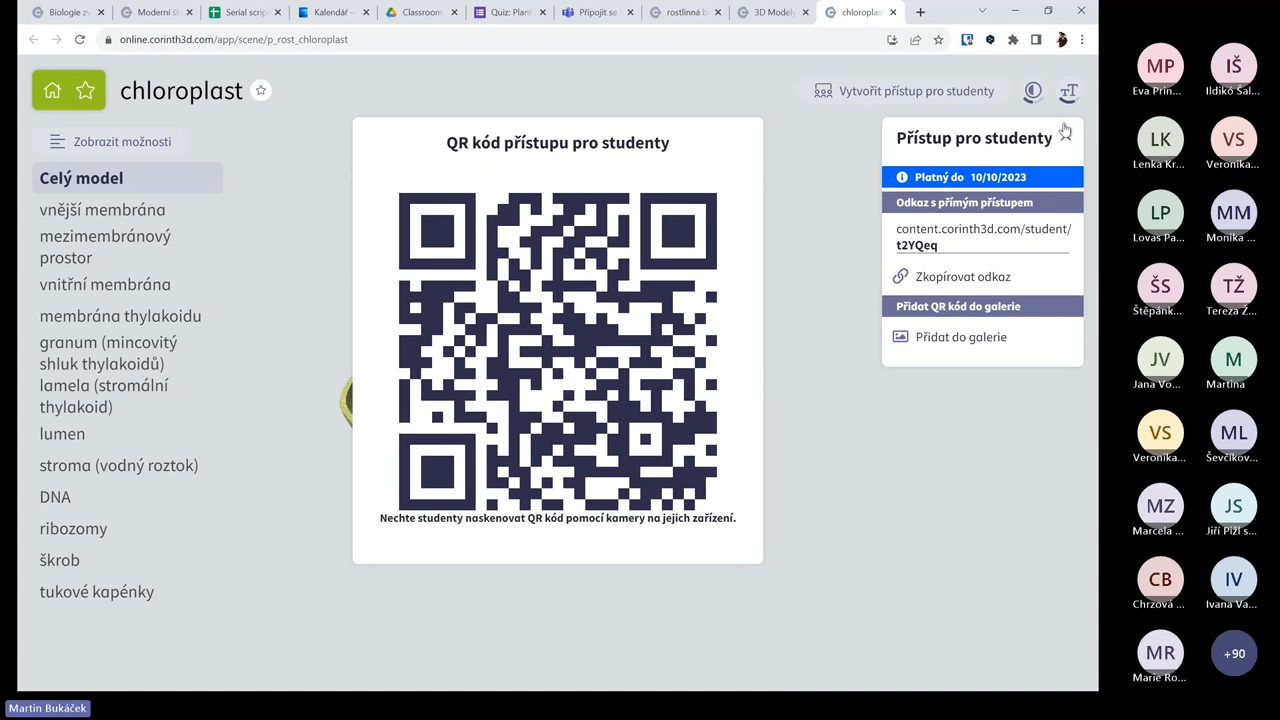 Biologie zv
Moderní šk
Serial scrip
Kalendář –
Classroom
Quiz: Plant
Připojit se
rostlinná b
3D Modely
chloroplast
online.corinth3d.com/app/scene/p_rost_chloroplast
chloroplast
Vytvořit přístup pro studenty
TT
Zobrazit možnosti
Celý model
vnější membrána
mezimembránový
prostor
vnitřní membrána
membrána thylakoidu
granum (mincovitý
shluk thylakoidů)
lamela (stromální
thylakoid)
lumen
stroma (vodný roztok)
DNA
ribozomy
škrob
tukové kapénky
QR kód přístupu pro studenty
Nechte studenty naskenovat QR kód pomocí kamery na jejich zařízení.
Přístup pro studenty
Platný do 10/10/2023
Odkaz s přímým přístupem
content.corinth3d.com/student/
t2YQeq
Zkopírovat odkaz
Přidat QR kód do galerie
Přidat do galerie
MP
Eva Prin...
IŠ
Ildikó Šal...
LK
Lenka Kr...
VS
Veronika...
LP
Lovas Pa...
MM
Monika ...
ŠS
Štěpánk...
TŽ
Tereza Ž...
JV
Jana Vo...
M
Martina
VS
Veronika...
ML
Ševčíkov...
MZ
Marcela ...
JS
Jiří Pižl s...
CB
Chrzová ...
IV
Ivana Va...
MR
Marie Ro...
+90
Martin Bukáček